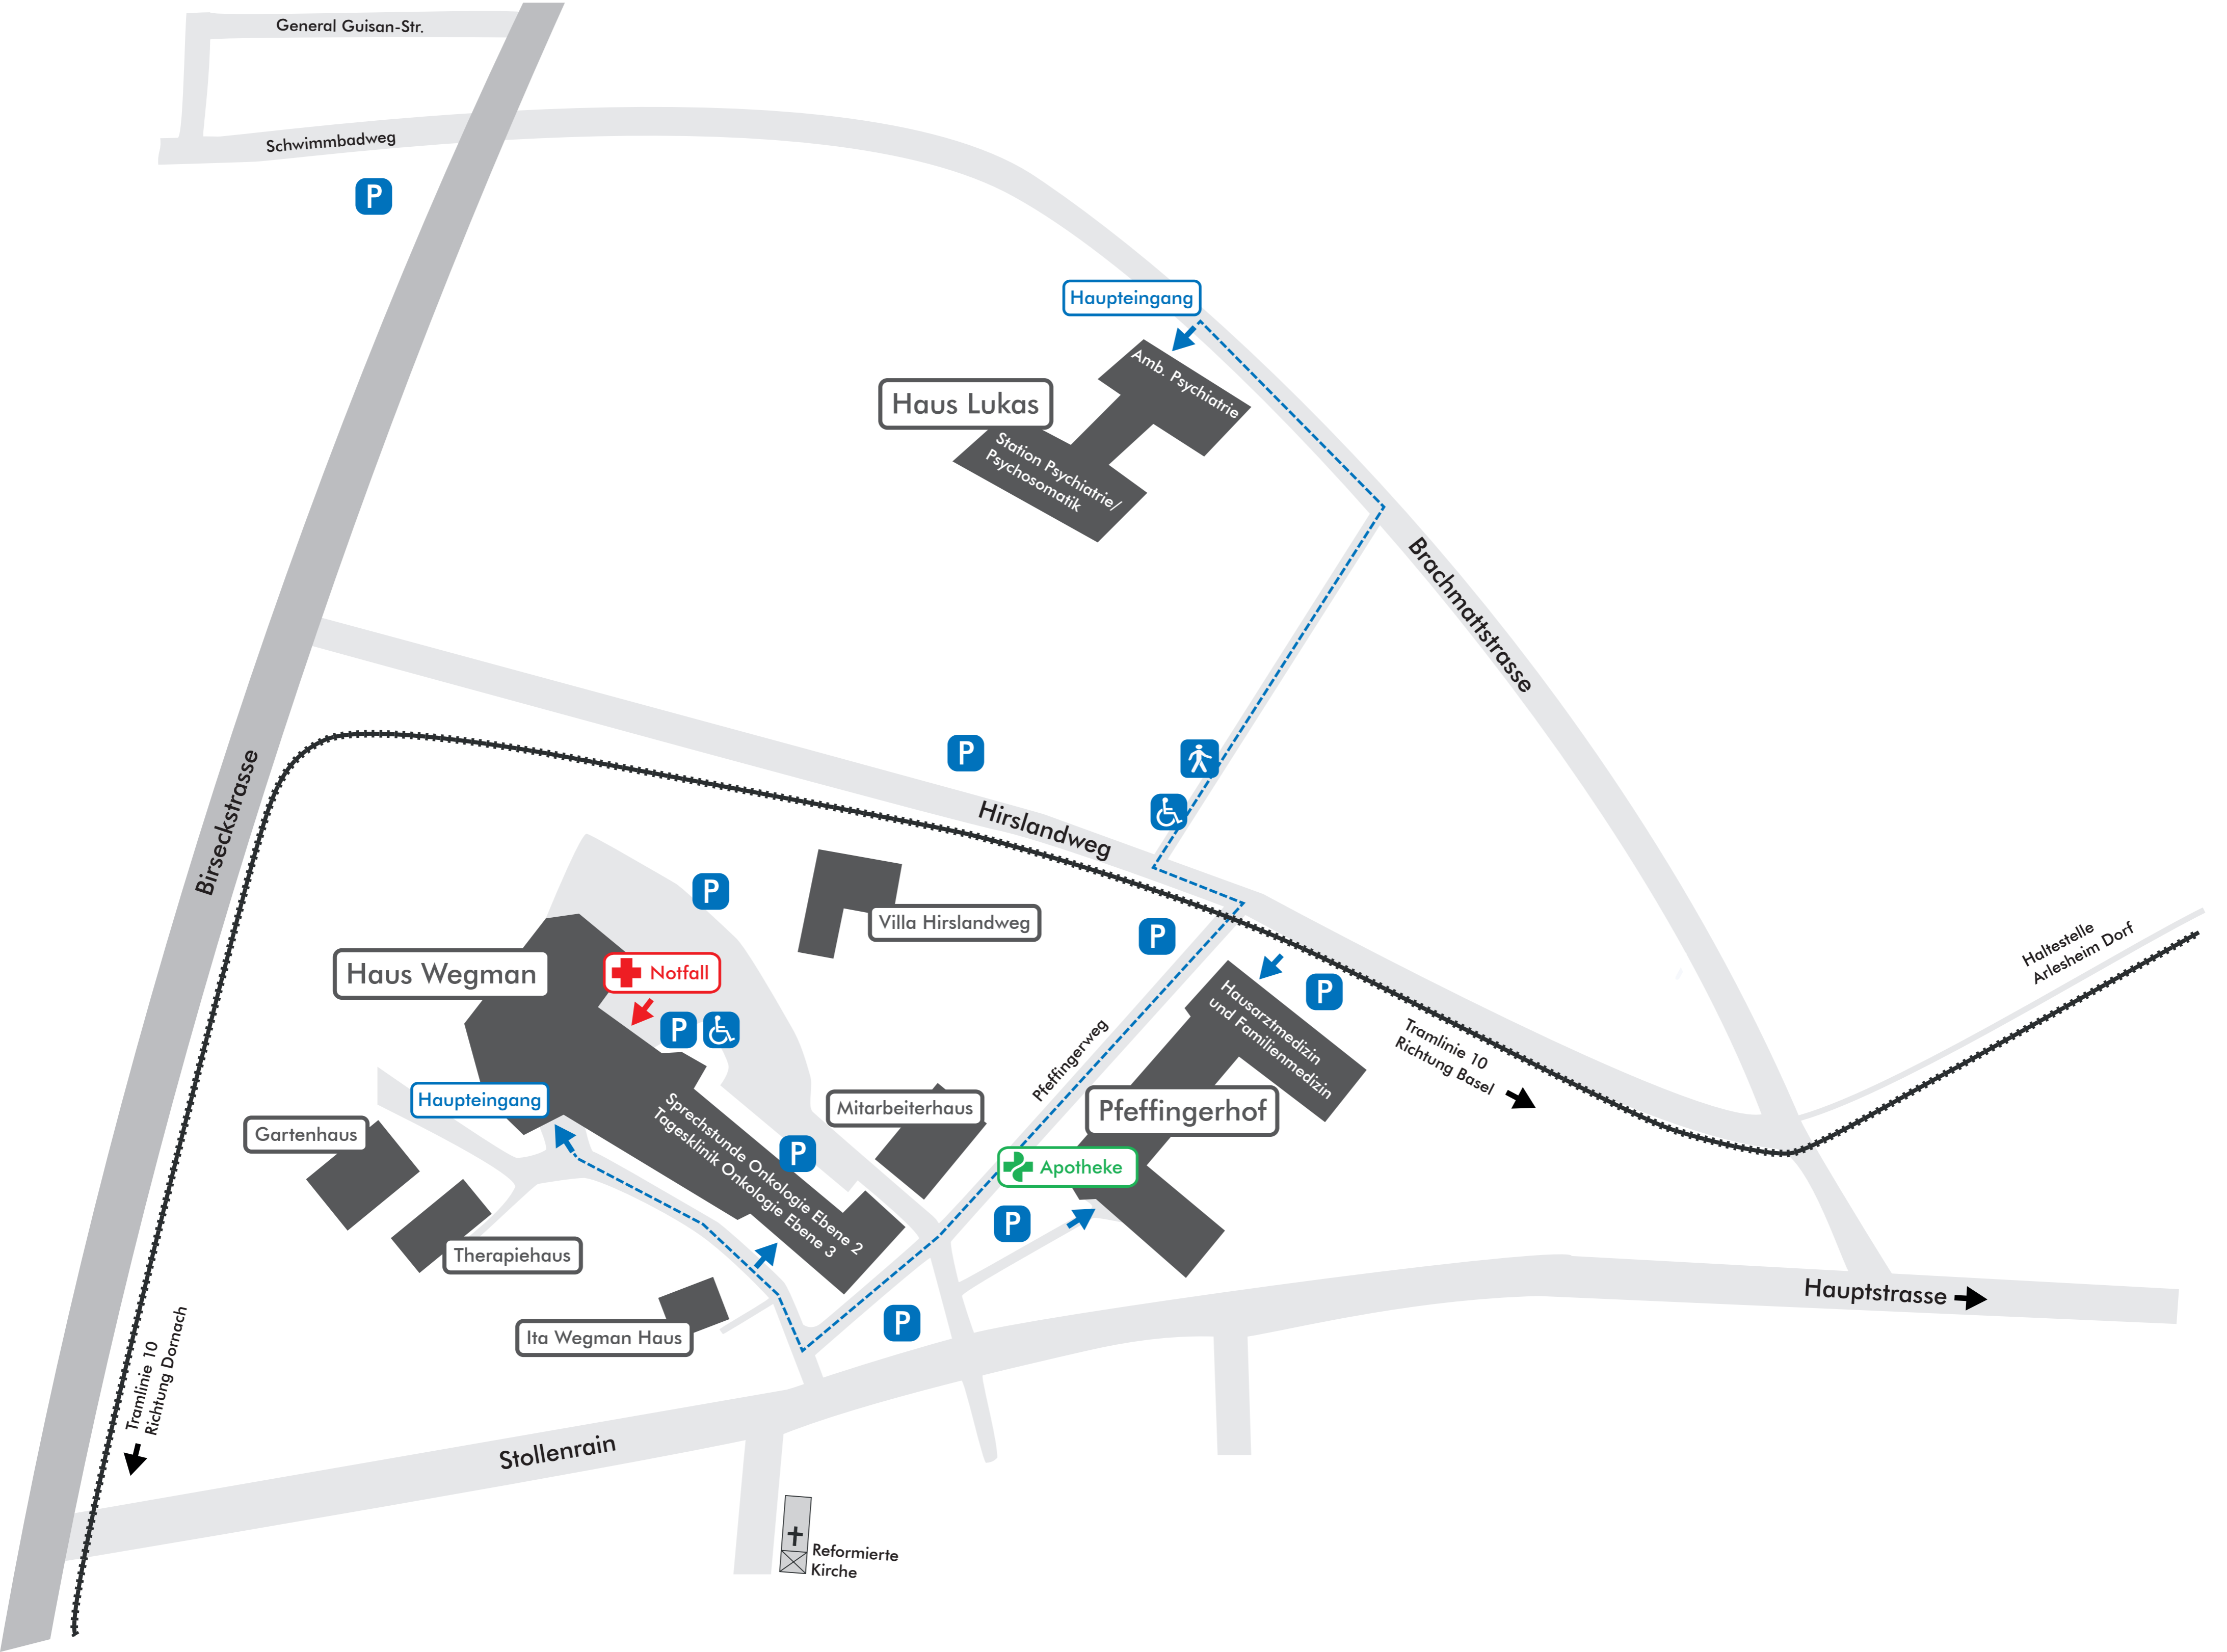 General Guisan-Str.
Schwimmbadweg
P
Haupteingang
Amb. Psychiatrie
Haus Lukas
Station Psychiatrie/
Psychosomatik
Brachmattstrasse
P
Hirslandweg
Birseckstrasse
P
Villa Hirslandweg
P
Haltestelle
Arlesheim Dorf
Haus Wegman
Notfall
P
P
Hausarztmedizin
und Familienmedizin
Pfeffingerweg
Tramlinie 10
Richtung Basel
Haupteingang
Mitarbeiterhaus
Pfeffingerhof
Gartenhaus
Sprechstunde Onkologie Ebene 2
Tagesklinik Onkologie Ebene 3
P
Apotheke
P
Therapiehaus
Hauptstrasse
P
Ita Wegman Haus
Tramlinie 10
Richtung Dornach
Stollenrain
Reformierte
Kirche